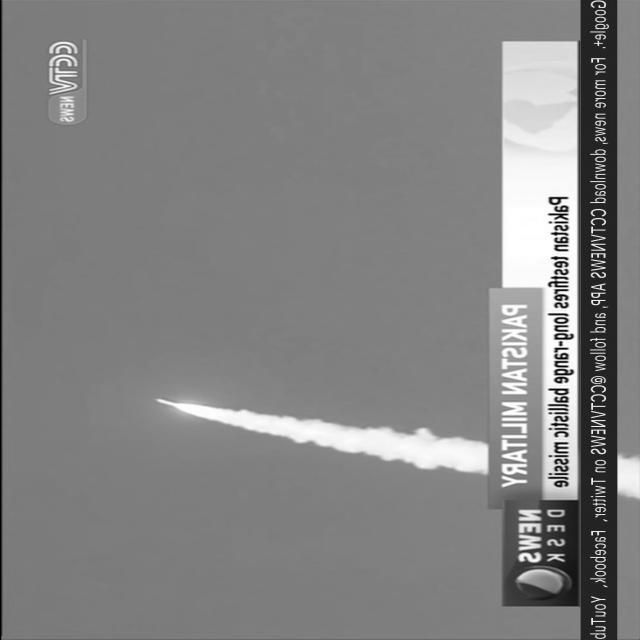 CCTV
NEWS
PAKISTAN MILITARY
Pakistan testfires long-range ballistic missile
NEWS
DESK
Google+. For more news, download CCTVNEWS APP, and follow @CCTVNEWS on Twitter, Facebook, YouTub